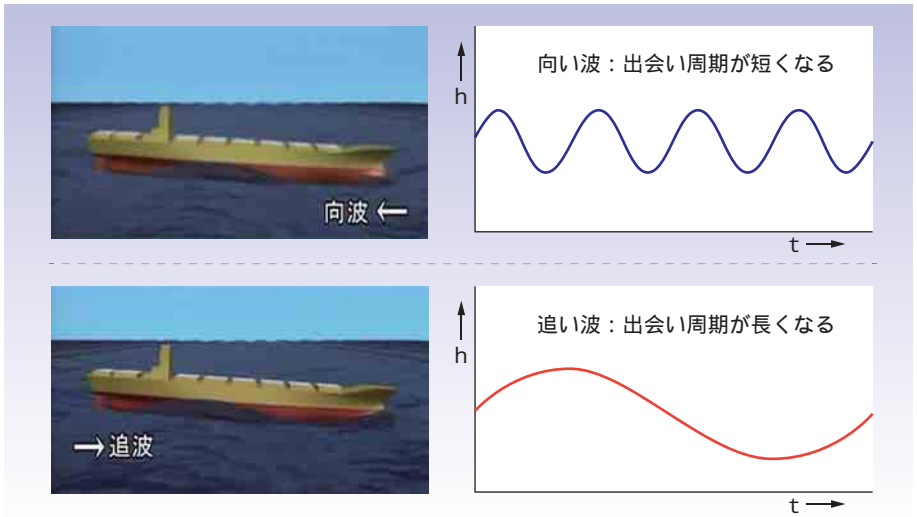 向波 ←
h
向い波：出会い周期が短くなる
t
→ 追波
h
追い波：出会い周期が長くなる
t